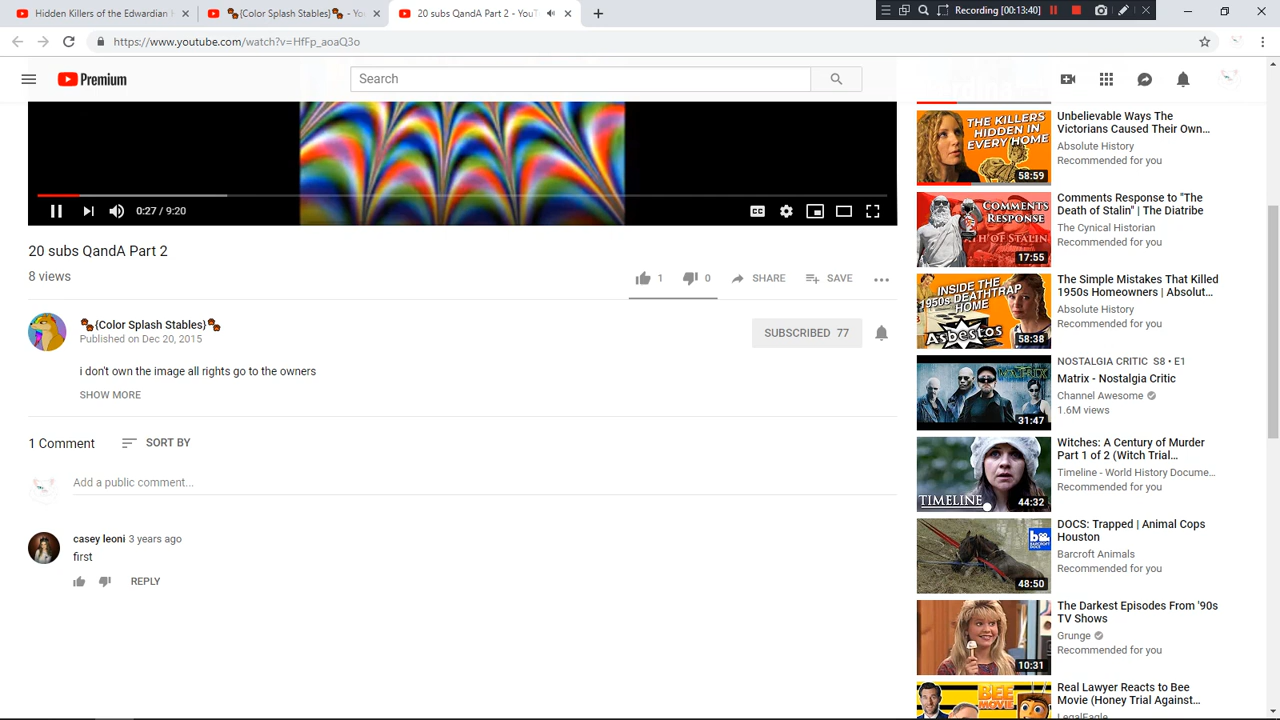 Hidden Killers of the Edwardian
{Color Splash Stables}
20 subs QandA Part 2 - YouT
Recording [00:13:40]
https://www.youtube.com/watch?v=HfFp_aoaQ3o
Premium
Search
0:27 / 9:20
20 subs QandA Part 2
8 views
1
0
SHARE
SAVE
{Color Splash Stables}
Published on Dec 20, 2015
SUBSCRIBED 77
i don't own the image all rights go to the owners
SHOW MORE
1 Comment
SORT BY
Add a public comment...
casey leoni 3 years ago
first
REPLY
THE KILLERS
HIDDEN IN
EVERY HOME
58:59
Unbelievable Ways The
Victorians Caused Their Own...
Absolute History
Recommended for you
COMMENTS
RESPONSE
TH OF STALIN"
17:55
Comments Response to "The
Death of Stalin" | The Diatribe
The Cynical Historian
Recommended for you
INSIDE THE
1950s DEATHTRAP
HOME
Asbestos
58:38
The Simple Mistakes That Killed
1950s Homeowners | Absolut...
Absolute History
Recommended for you
31:47
NOSTALGIA CRITIC S8 • E1
Matrix - Nostalgia Critic
Channel Awesome
1.6M views
TIMELINE
44:32
Witches: A Century of Murder
Part 1 of 2 (Witch Trial...
Timeline - World History Docume...
Recommended for you
BARCROFT
DOCS
48:50
DOCS: Trapped | Animal Cops
Houston
Barcroft Animals
Recommended for you
10:31
The Darkest Episodes From '90s
TV Shows
Grunge
Recommended for you
BEE
MOVIE
Real Lawyer Reacts to Bee
Movie (Honey Trial Against...
LegalEagle